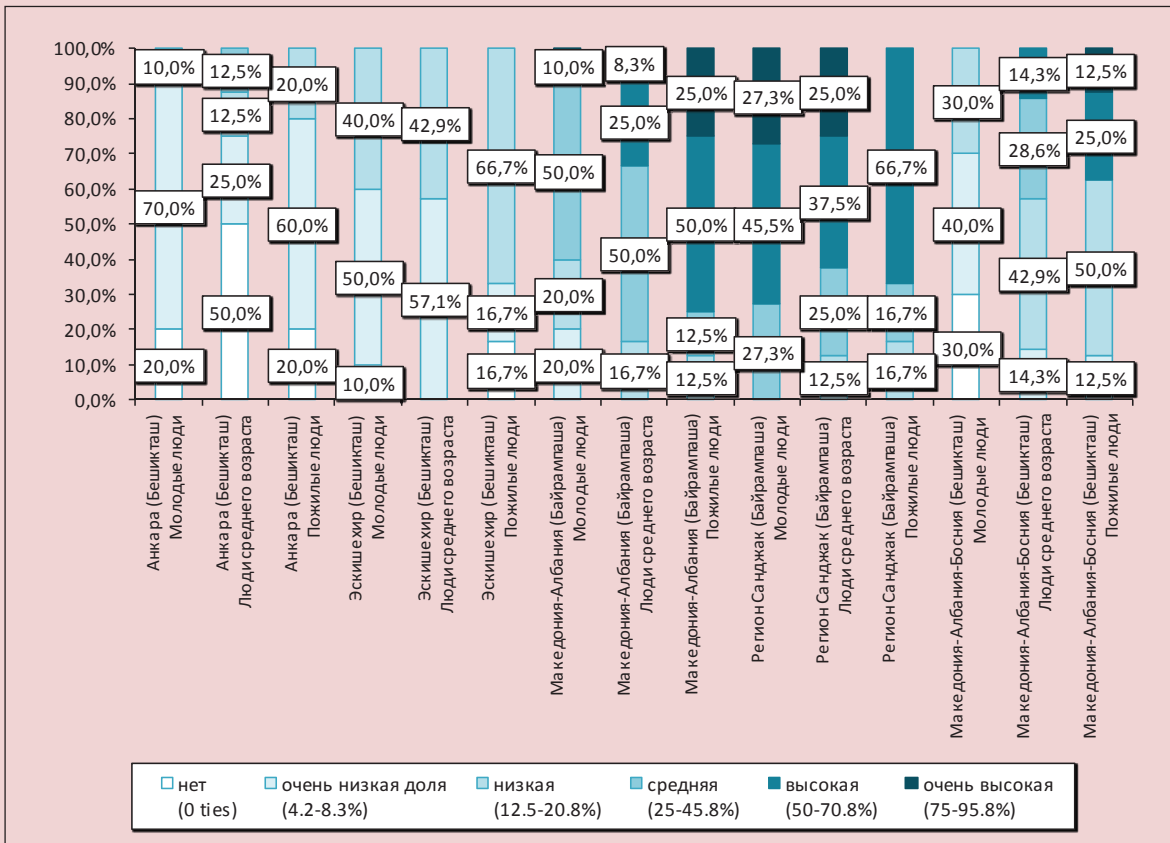 100,0%
90,0%
80,0%
70,0%
60,0%
50,0%
40,0%
30,0%
20,0%
10,0%
0,0%
10,0%
70,0%
20,0%
12,5%
12,5%
25,0%
50,0%
20,0%
60,0%
20,0%
40,0%
50,0%
10,0%
42,9%
57,1%
66,7%
16,7%
16,7%
10,0%
50,0%
20,0%
20,0%
8,3%
25,0%
50,0%
16,7%
25,0%
50,0%
12,5%
12,5%
27,3%
45,5%
27,3%
25,0%
37,5%
25,0%
12,5%
66,7%
16,7%
16,7%
30,0%
40,0%
30,0%
14,3%
28,6%
42,9%
14,3%
12,5%
25,0%
50,0%
12,5%
Анкара (Бешикташ)
Молодые люди
Анкара (Бешикташ)
Люди среднего возраста
Анкара (Бешикташ)
Пожилые люди
Эскишехир (Бешикташ)
Молодые люди
Эскишехир (Бешикташ)
Люди среднего возраста
Эскишехир (Бешикташ)
Пожилые люди
Македония-Албания (Байрампаша)
Молодые люди
Македония-Албания (Байрампаша)
Люди среднего возраста
Македония-Албания (Байрампаша)
Пожилые люди
Регион Санджак (Байрампаша)
Молодые люди
Регион Санджак (Байрампаша)
Люди среднего возраста
Регион Санджак (Байрампаша)
Пожилые люди
Македония-Албания-Босния (Бешикташ)
Молодые люди
Македония-Албания-Босния (Бешикташ)
Люди среднего возраста
Македония-Албания-Босния (Бешикташ)
Пожилые люди
нет
(0 ties)
очень низкая доля
(4.2-8.3%)
низкая
(12.5-20.8%)
средняя
(25-45.8%)
высокая
(50-70.8%)
очень высокая
(75-95.8%)